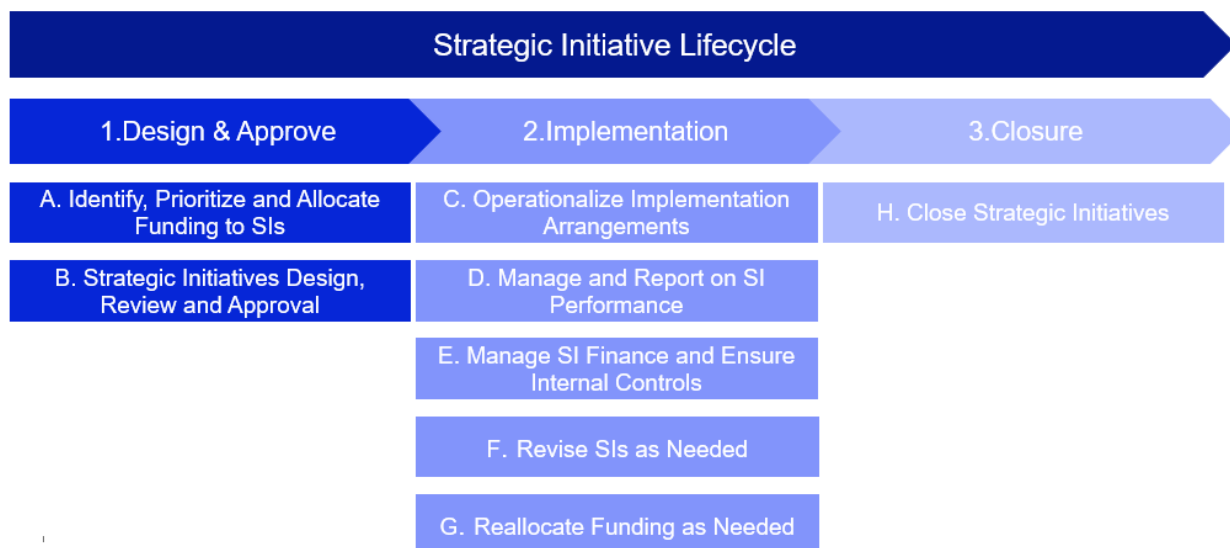 Strategic Initiative Lifecycle
1.Design & Approve
2.Implementation
3.Closure
A. Identify, Prioritize and Allocate
Funding to SIs
B. Strategic Initiatives Design,
Review and Approval
C. Operationalize Implementation
Arrangements
D. Manage and Report on SI
Performance
E. Manage SI Finance and Ensure
Internal Controls
F. Revise SIs as Needed
G. Reallocate Funding as Needed
H. Close Strategic Initiatives